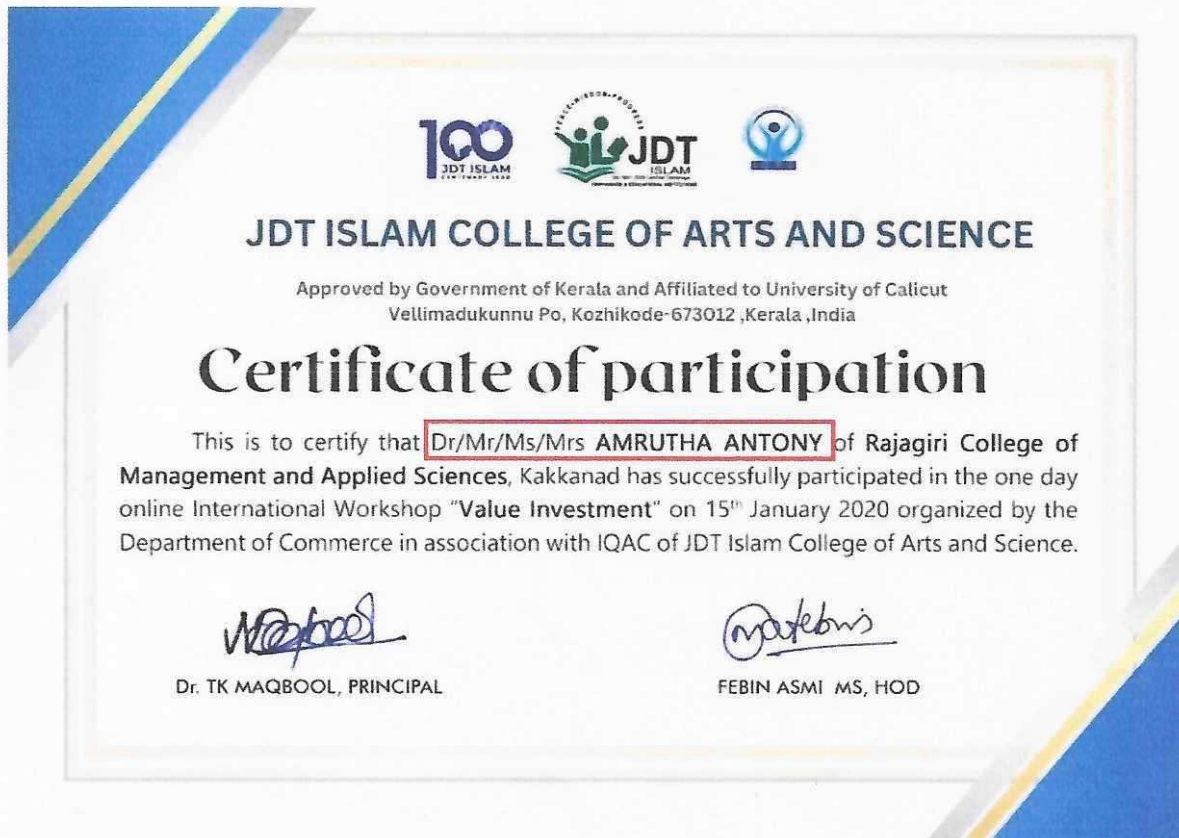 100
JDT ISLAM
PEACE•WISDOM•PROGRESS
JDT
ISLAM
JDT ISLAM COLLEGE OF ARTS AND SCIENCE
Approved by Government of Kerala and Affiliated to University of Calicut
Vellimadukunnu Po, Kozhikode-673012 ,Kerala ,India
Certificate of participation
This is to certify that Dr/Mr/Ms/Mrs AMRUTHA ANTONY of Rajagiri College of
Management and Applied Sciences, Kakkanad has successfully participated in the one day
online International Workshop "Value Investment" on 15th January 2020 organized by the
Department of Commerce in association with IQAC of JDT Islam College of Arts and Science.
Dr. TK MAQBOOL, PRINCIPAL
FEBIN ASMI MS, HOD